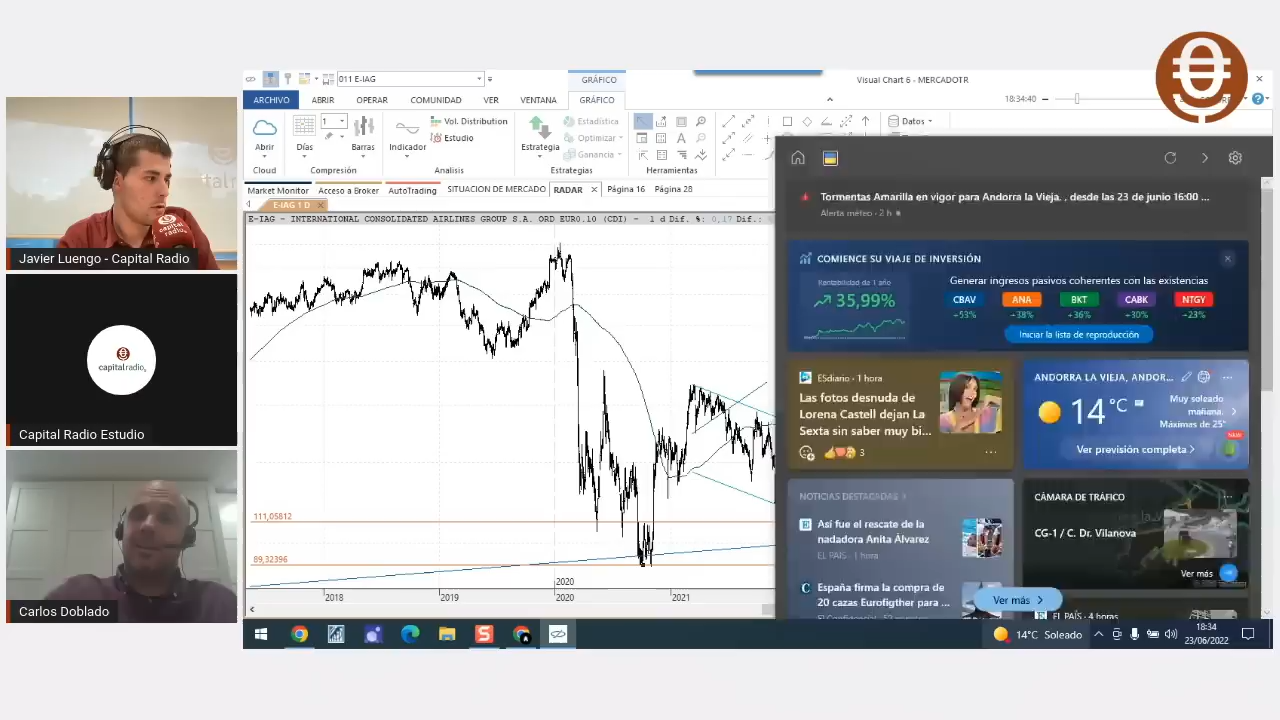 Javier Luengo - Capital Radio
capitalradio
Capital Radio Estudio
Carlos Doblado
011 E-IAG
GRÁFICO
Visual Chart 6 - MERCADOTR
ARCHIVO
ABRIR
OPERAR
COMUNIDAD
VER
VENTANA
GRÁFICO
18:34:40
Abrir
Cloud
1
Días
Barras
Compresión
Indicador
Vol. Distribution
Estudio
Analisis
Estrategia
Estadística
Optimizar
Ganancia
Estrategias
Herramientas
Datos
Market Monitor
Acceso a Broker
AutoTrading
SITUACION DE MERCADO
RADAR
Página 16
Página 28
E-IAG 1 D
E-IAG - INTERNATIONAL CONSOLIDATED AIRLINES GROUP S.A. ORD EUR0.10 (CDI) - 1 d Dif. %: 0,17 Dif.:
111,05812
89,32396
2020
2018
2019
2020
2021
Tormentas Amarilla en vigor para Andorra la Vieja. , desde las 23 de junio 16:00 ...
Alerta méteo · 2 h
COMIENCE SU VIAJE DE INVERSIÓN
Rentabilidad de 1 año
35,99%
Generar ingresos pasivos coherentes con las existencias
CBAV
ANA
BKT
CABK
NTGY
+53%
+38%
+36%
+30%
+23%
Iniciar la lista de reproducción
ESdiario · 1 hora
Las fotos desnuda de
Lorena Castell dejan La
Sexta sin saber muy bi...
3
ANDORRA LA VIEJA, ANDOR...
14 °C
Muy soleado
mañana.
Máximas de 25°
Ver previsión completa
NOTICIAS DESTACADAS
Así fue el rescate de la
nadadora Anita Álvarez
EL PAÍS · 1 hora
España firma la compra de
20 cazas Eurofigther para ...
CÁMARA DE TRÁFICO
CG-1 / C. Dr. Vilanova
Ver más
Ver más
EL PAÍS · 4 horas
14°C Soleado
18:34
23/06/2022